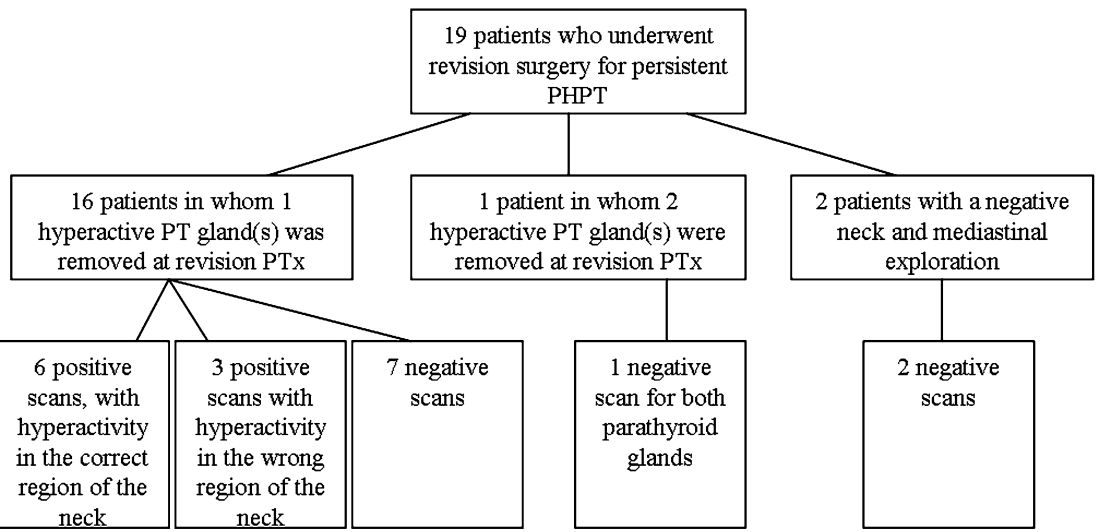 19 patients who underwent
revision surgery for persistent
PHPT
16 patients in whom 1
hyperactive PT gland(s) was
removed at revision PTx
1 patient in whom 2
hyperactive PT gland(s) were
removed at revision PTx
2 patients with a negative
neck and mediastinal
exploration
6 positive
scans, with
hyperactivity
in the correct
region of the
neck
3 positive
scans with
hyperactivity
in the wrong
region of the
neck
7 negative
scans
1 negative
scan for both
parathyroid
glands
2 negative
scans